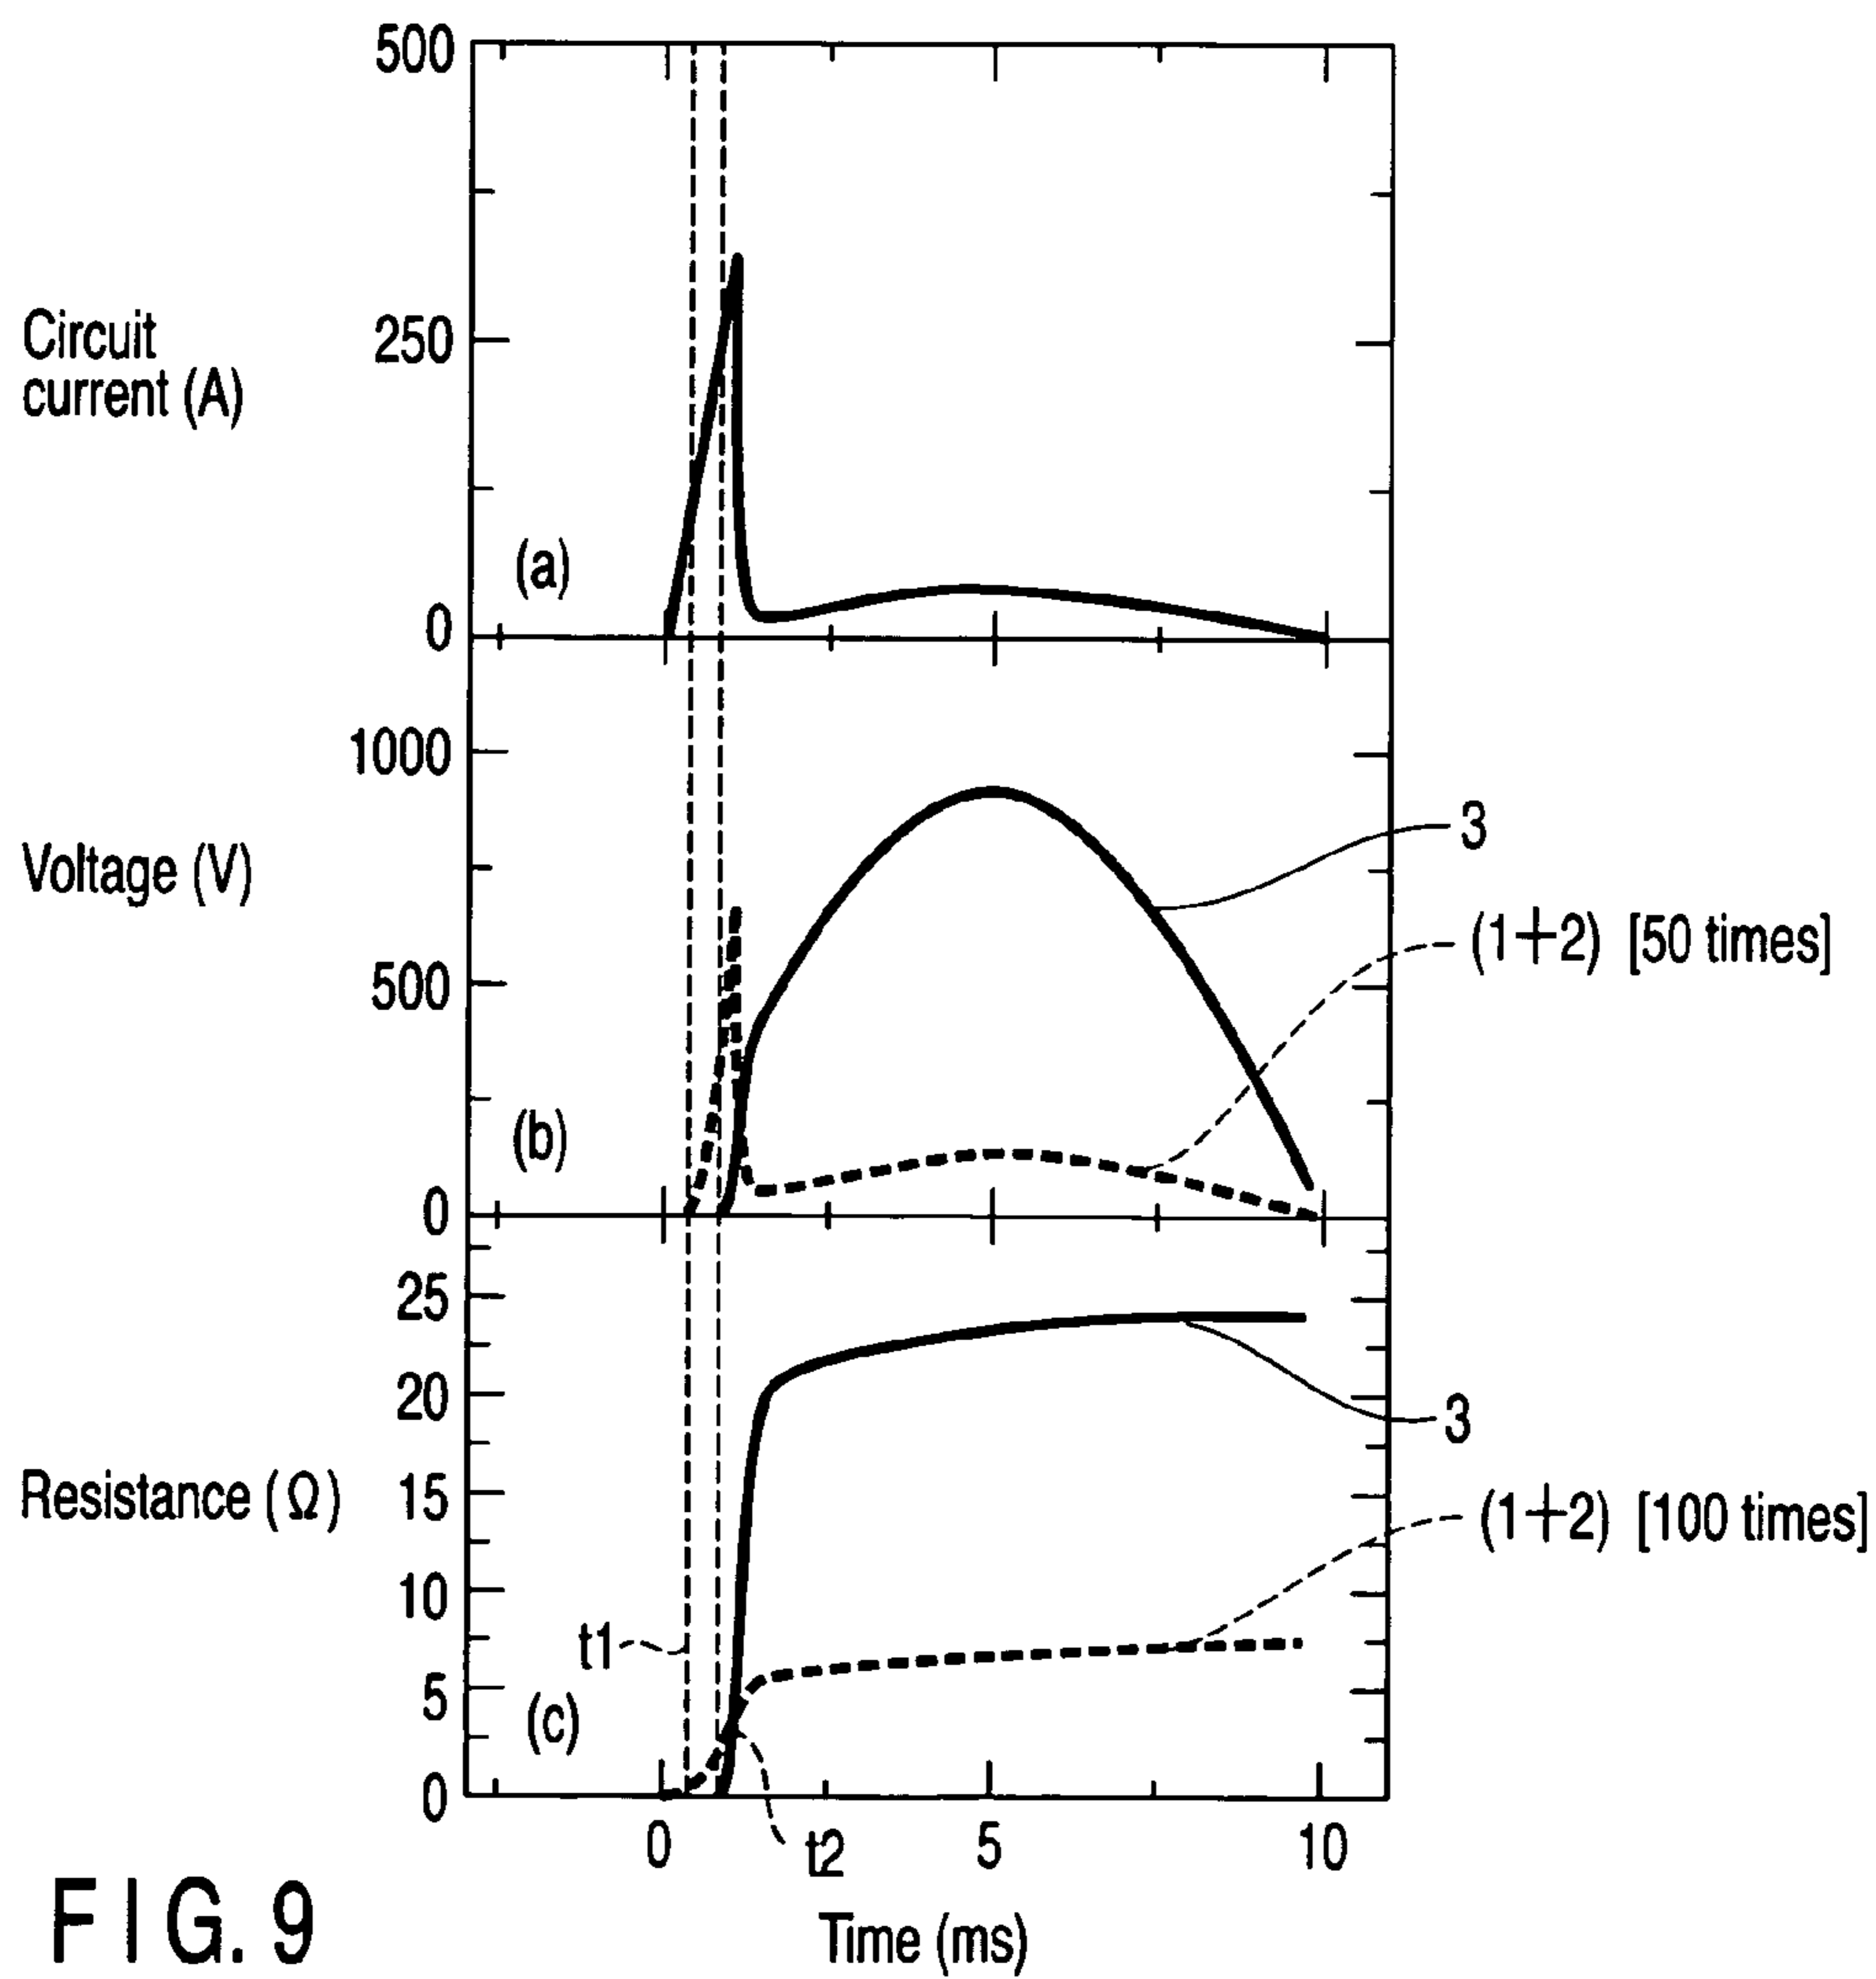 500
Circuit
current (A)
250
(a)
0
1000
Voltage (V)
3
(1+2) [50 times]
500
(b)
0
25
20
3
Resistance (Ω)
15
(1+2) [100 times]
10
t1
5
(c)
0
0
t2
5
10
Time (ms)
FIG. 9